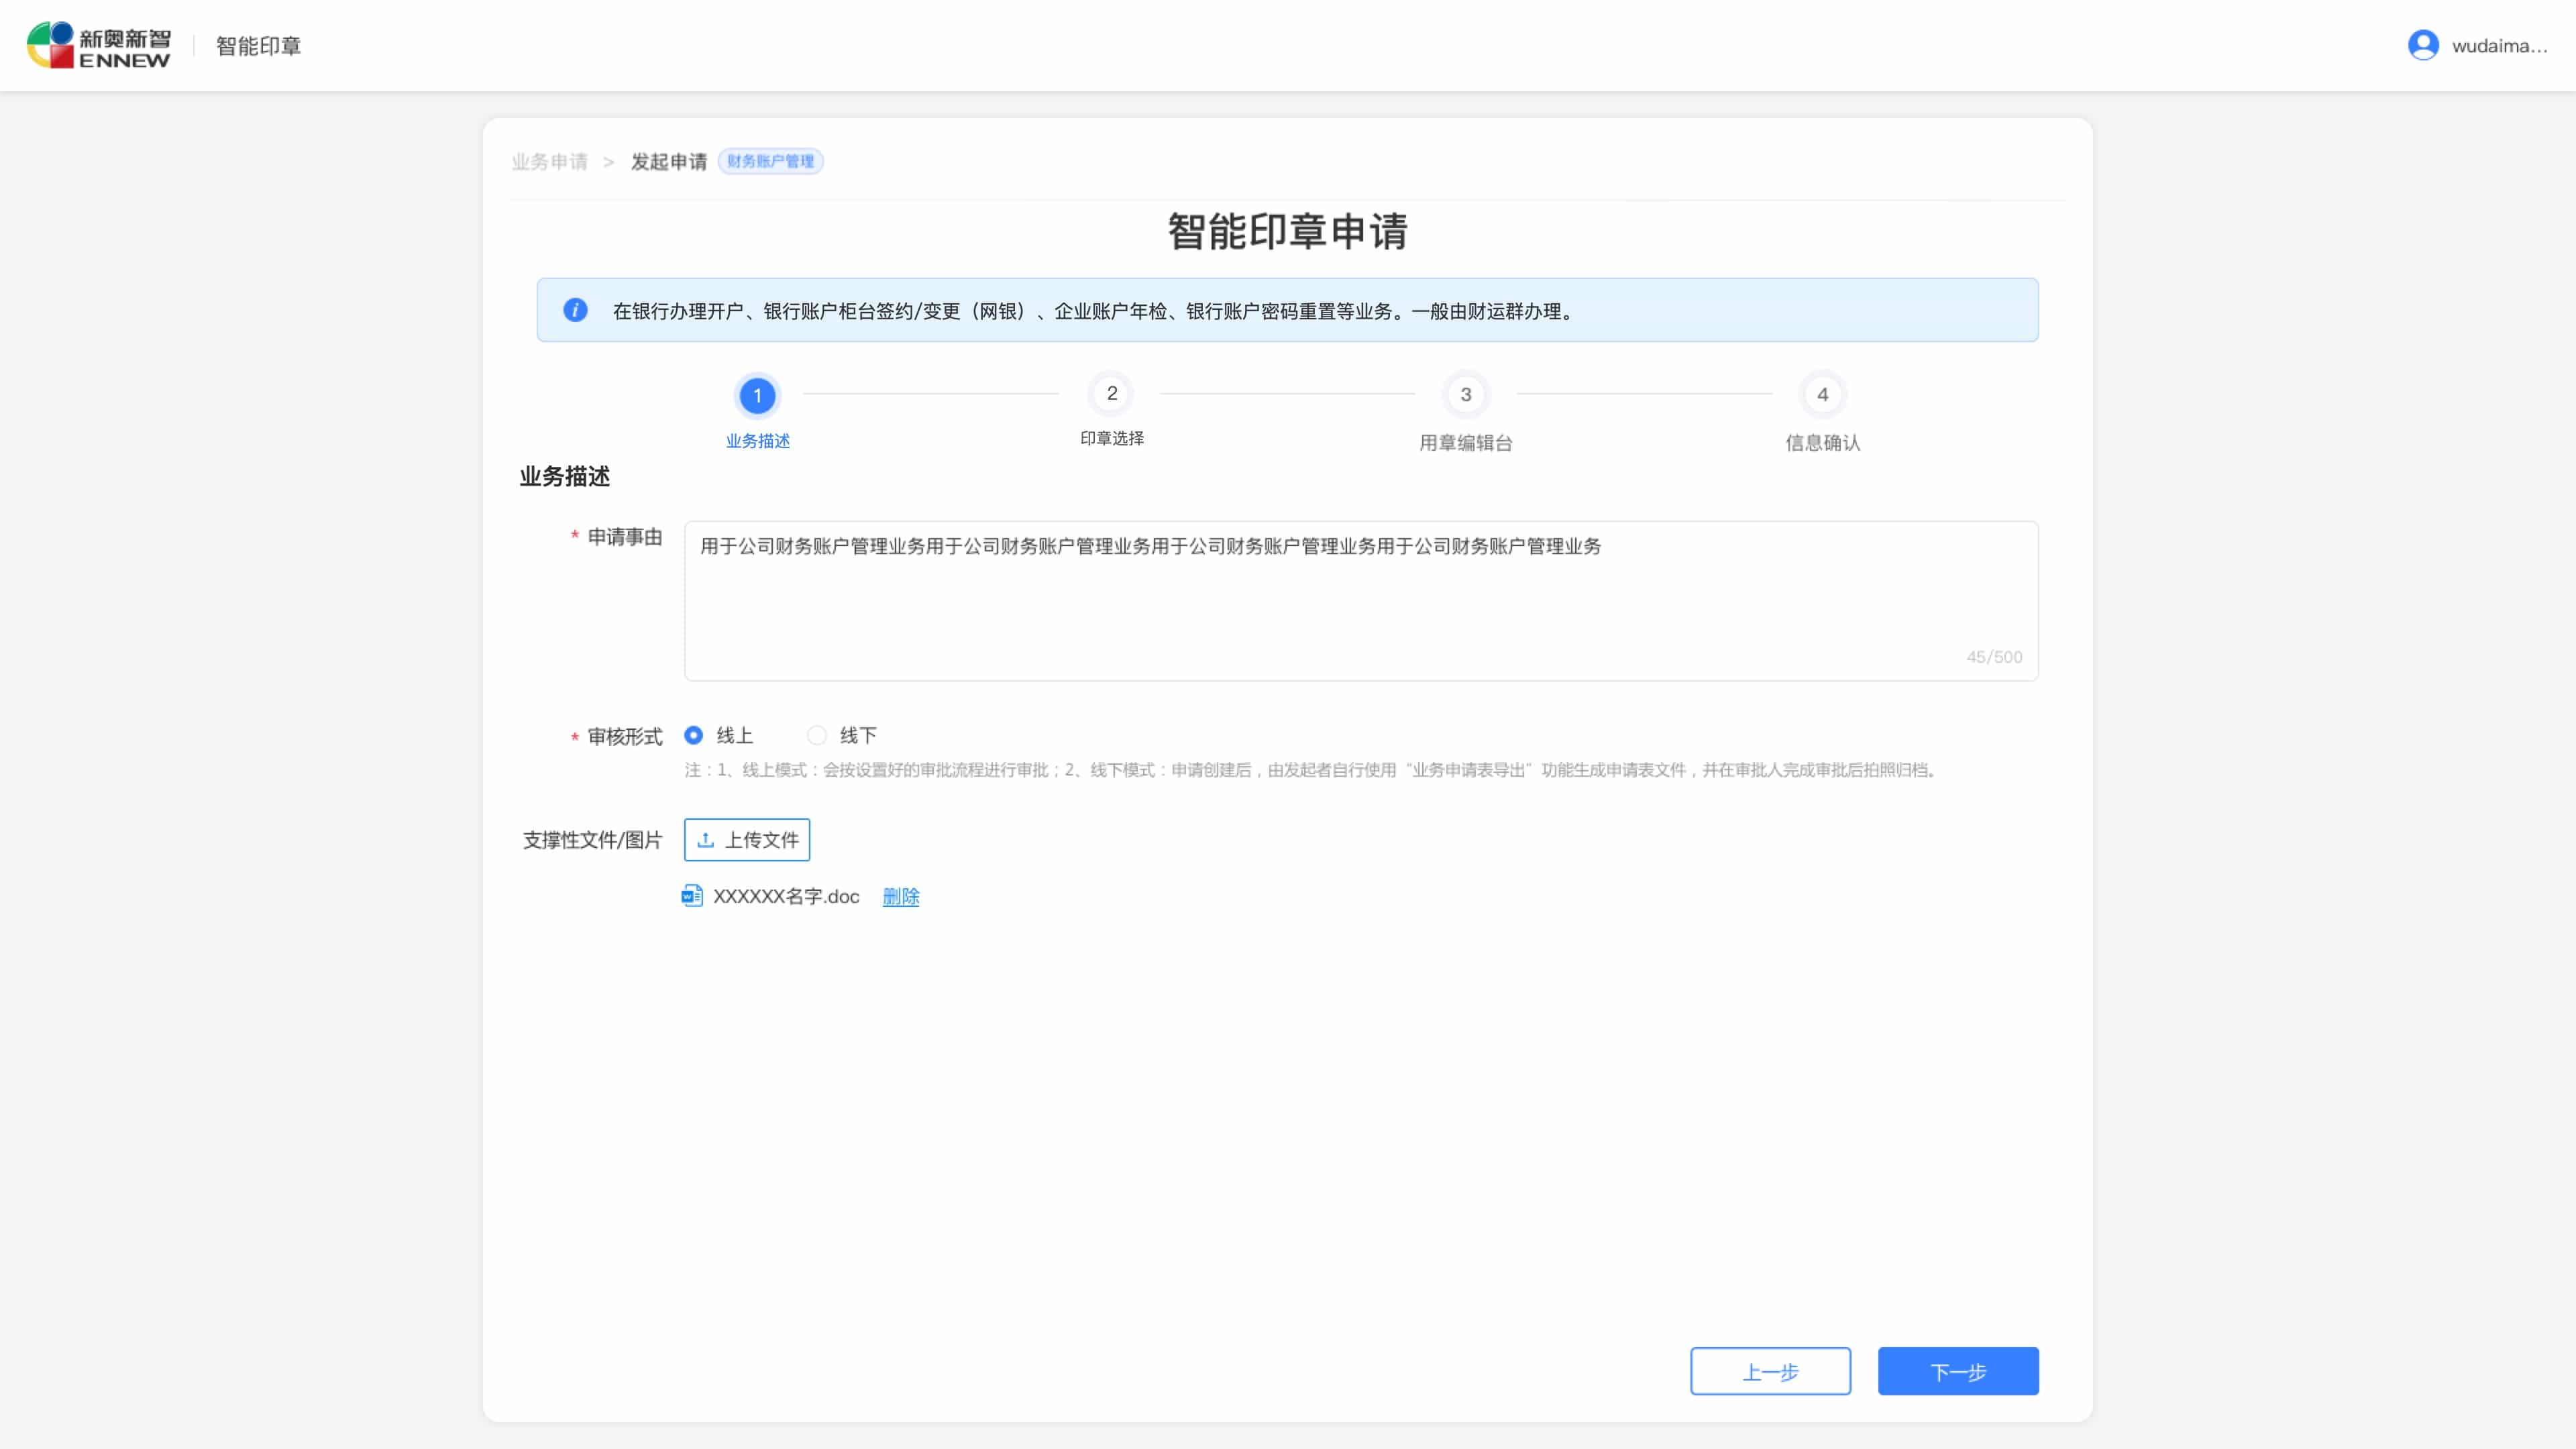 新奥新智
ENNEW
智能印章
wudaima...
业务申请 > 发起申请 财务账户管理
智能印章申请
i 在银行办理开户、银行账户柜台签约/变更（网银）、企业账户年检、银行账户密码重置等业务。一般由财运群办理。
1 2 3 4
业务描述 印章选择 用章编辑台 信息确认
业务描述
* 申请事由 用于公司财务账户管理业务用于公司财务账户管理业务用于公司财务账户管理业务用于公司财务账户管理业务
45/500
* 审核形式 线上 线下
注：1、线上模式：会按设置好的审批流程进行审批；2、线下模式：申请创建后，由发起者自行使用“业务申请表导出”功能生成申请表文件，并在审批人完成审批后拍照归档。
支撑性文件/图片 上传文件
W XXXXXX名字.doc 删除
上一步 下一步